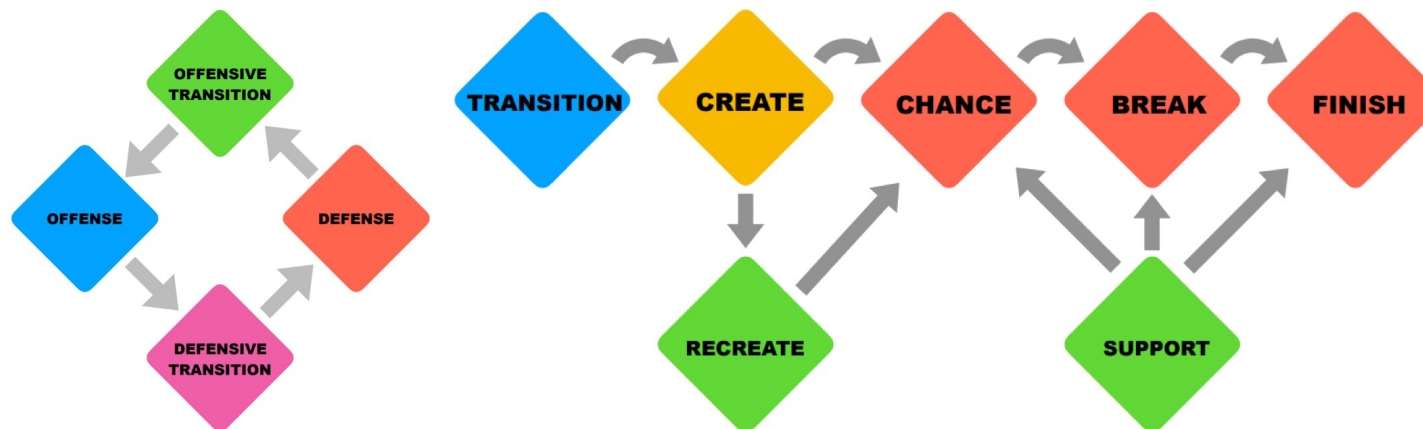 OFFENSIVE
TRANSITION
OFFENSE
DEFENSE
DEFENSIVE
TRANSITION
TRANSITION
CREATE
CHANCE
BREAK
FINISH
RECREATE
SUPPORT